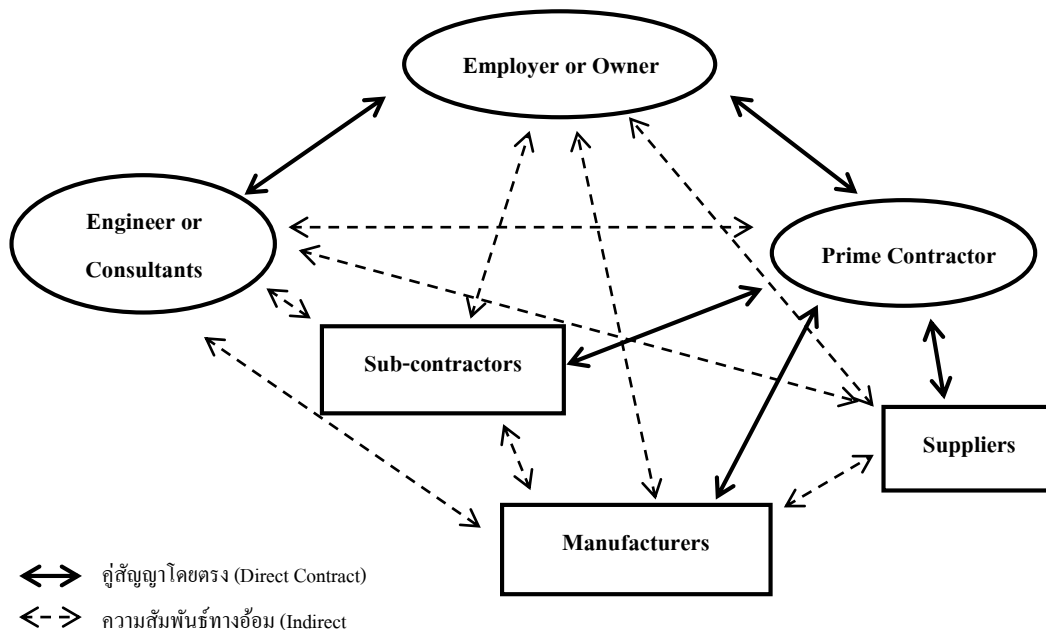 Employer or Owner
Engineer or
Consultants
Prime Contractor
Sub-contractors
Suppliers
Manufacturers
คู่สัญญาโดยตรง (Direct Contract)
ความสัมพันธ์ทางอ้อม (Indirect